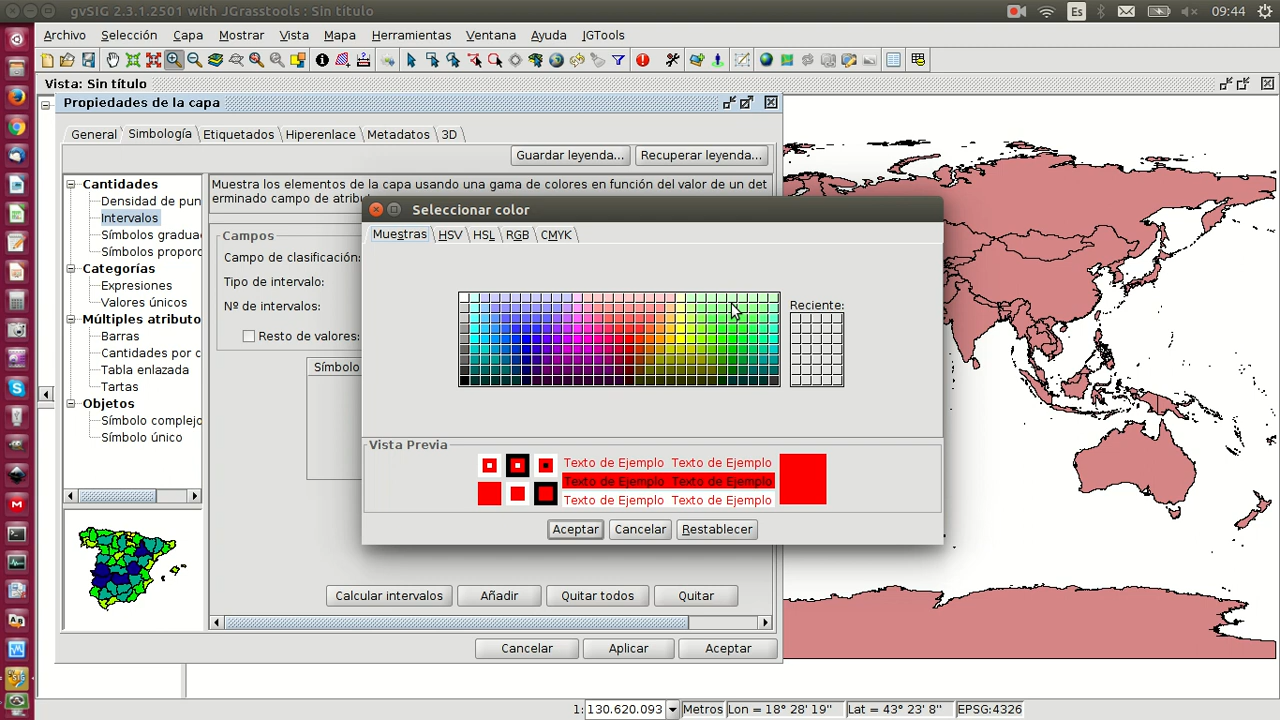 gvSIG 2.3.1.2501 with JGrasstools : Sin título
Es
09:44
Archivo Selección Capa Mostrar Vista Mapa Herramientas Ventana Ayuda JGTools
Vista: Sin título
Propiedades de la capa
General Simbología Etiquetados Hiperenlace Metadatos 3D
Guardar leyenda... Recuperar leyenda...
Cantidades
Densidad de pun
Intervalos
Símbolos gradua
Símbolos proporc
Categorías
Expresiones
Valores únicos
Múltiples atributo
Barras
Cantidades por c
Tabla enlazada
Tartas
Objetos
Símbolo complejo
Símbolo único
Muestra los elementos de la capa usando una gama de colores en función del valor de un det
erminado campo de atribu
Campos
Campo de clasificación:
Tipo de intervalo:
Nº de intervalos:
Resto de valores:
Símbolo
Seleccionar color
Muestras HSV HSL RGB CMYK
Reciente:
Vista Previa
Texto de Ejemplo Texto de Ejemplo
Texto de Ejemplo Texto de Ejemplo
Texto de Ejemplo Texto de Ejemplo
Aceptar Cancelar Restablecer
Calcular intervalos Añadir Quitar todos Quitar
Cancelar Aplicar Aceptar
1: 130.620.093 Metros Lon = 18° 28' 19" Lat = 43° 23' 8" EPSG:4326